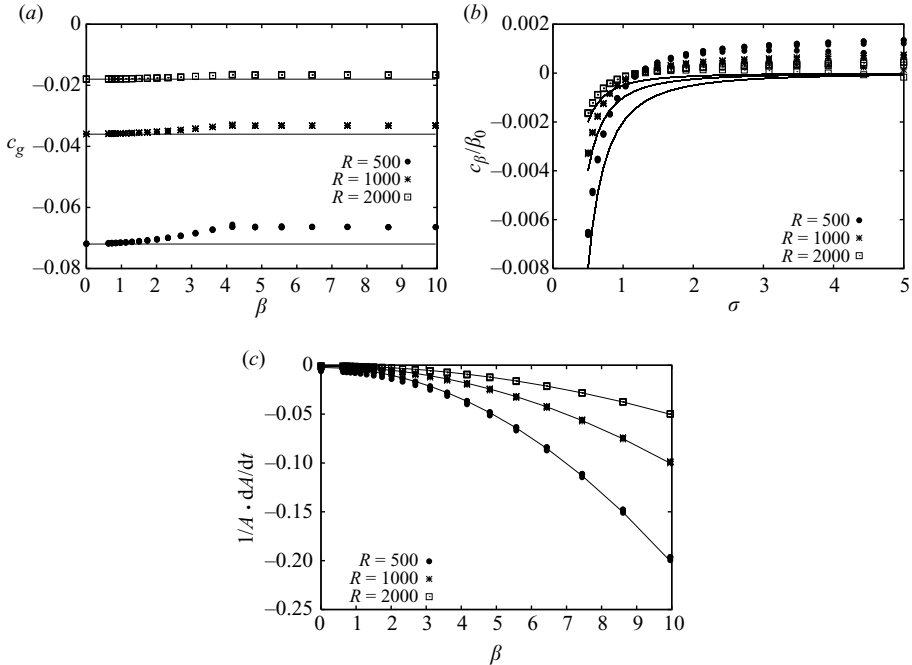 (a)
0
−0.02
−0.04
−0.06
−0.08
c_g
R = 500
R = 1000
R = 2000
0 1 2 3 4 5 6 7 8 9 10
β
(b)
0.002
0
−0.002
−0.004
−0.006
−0.008
c_β/β_0
R = 500
R = 1000
R = 2000
0 1 2 3 4 5
σ
(c)
0
−0.05
−0.10
−0.15
−0.20
−0.25
1/A • dA/dt
R = 500
R = 1000
R = 2000
0 1 2 3 4 5 6 7 8 9 10
β